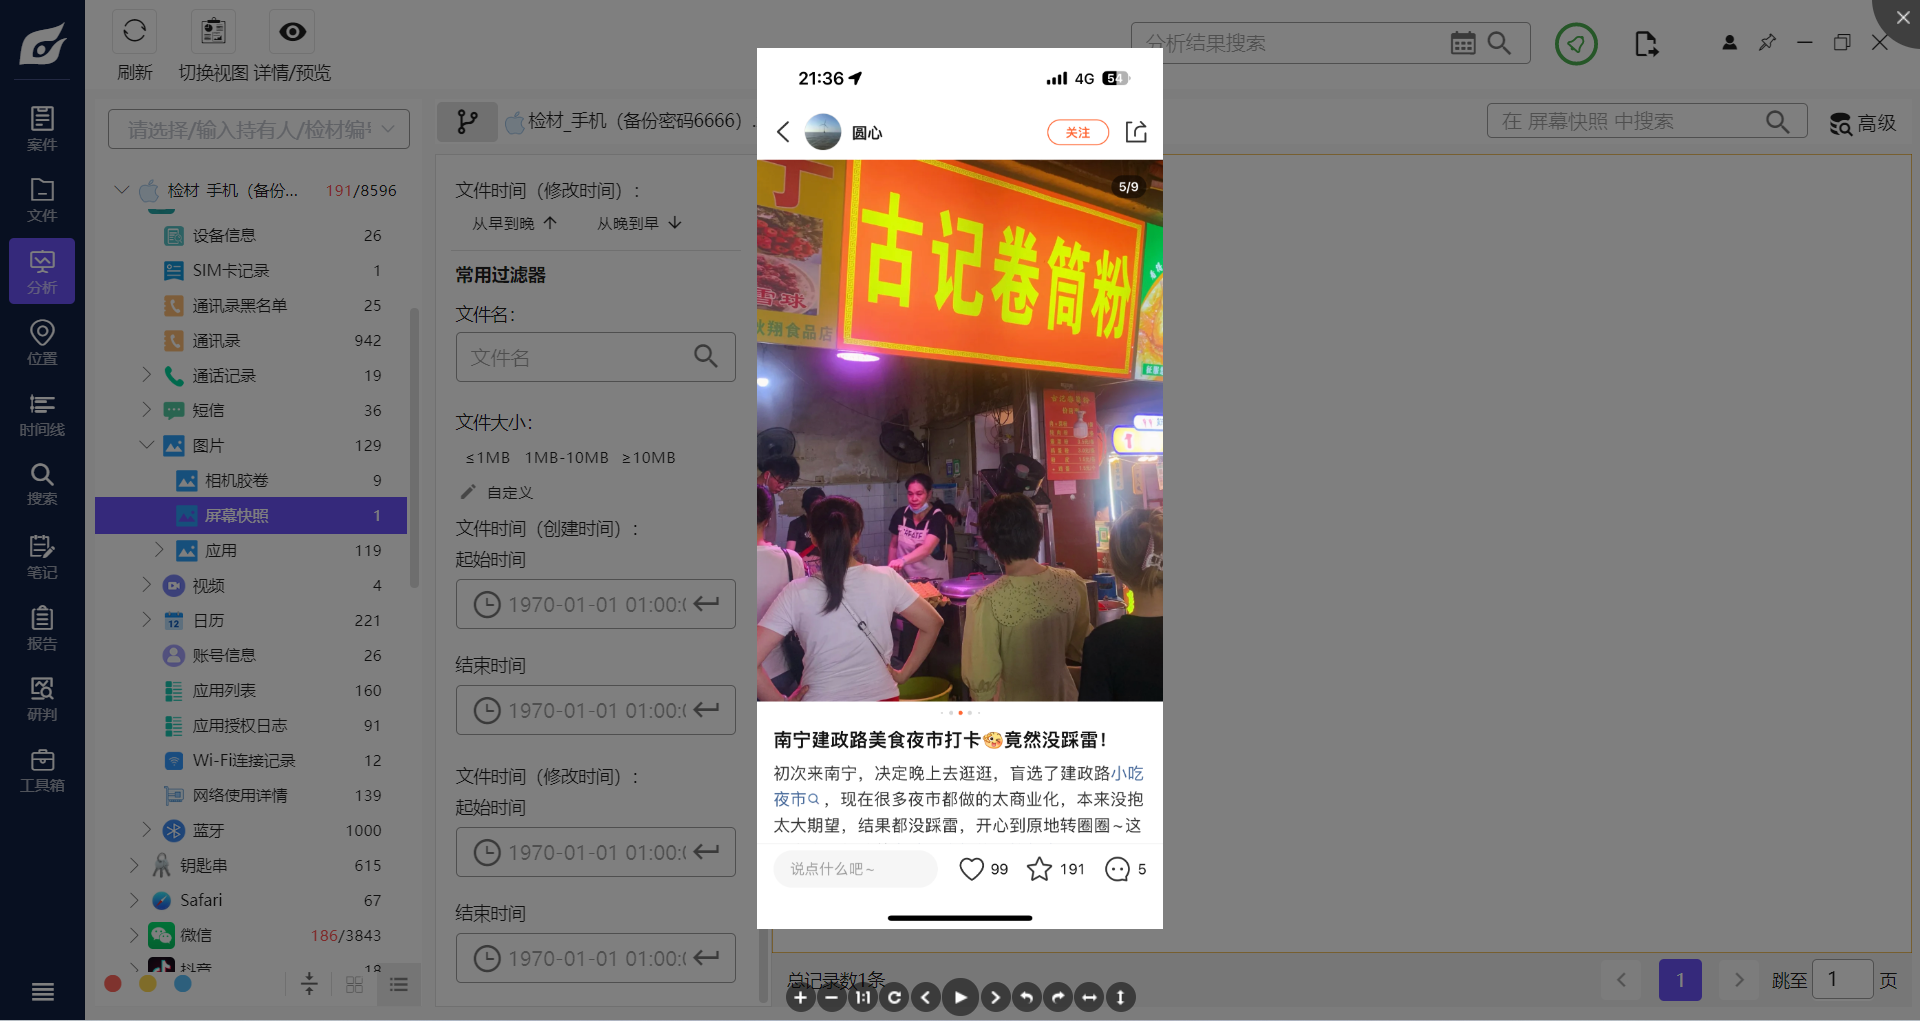 刷新
切换视图
详情/预览
分析结果搜索
案件
文件
分析
位置
时间线
搜索
笔记
报告
研判
工具箱
请选择/输入持有人/检材编号
检材_手机（备份... 191/8596
设备信息 26
SIM卡记录 1
通讯录黑名单 25
通讯录 942
通话记录 19
短信 36
图片 129
相机胶卷 9
屏幕快照 1
应用 119
视频 4
日历 221
账号信息 26
应用列表 160
应用授权日志 91
Wi-Fi连接记录 12
网络使用详情 139
蓝牙 1000
钥匙串 615
Safari 67
微信 186/3843
抖音 18
检材_手机（备份密码6666）.
在 屏幕快照 中搜索
高级
文件时间（修改时间）:
从早到晚 ↑ 从晚到早 ↓
常用过滤器
文件名:
文件名
文件大小:
≤1MB 1MB-10MB ≥10MB
自定义
文件时间（创建时间）:
起始时间
1970-01-01 01:00:
结束时间
1970-01-01 01:00:
文件时间（修改时间）:
起始时间
1970-01-01 01:00:
结束时间
1970-01-01 01:00:
21:36
4G 54
圆心
关注
5/9
古记卷筒粉
雪球
秋翔食品店
CREATE
南宁建政路美食夜市打卡🍜竟然没踩雷！
初次来南宁，决定晚上去逛逛，盲选了建政路小吃
夜市，现在很多夜市都做的太商业化，本来没抱
太大期望，结果都没踩雷，开心到原地转圈圈~这
说点什么吧~
99
191
5
总记录数1条
1:1
1
跳至 1 页